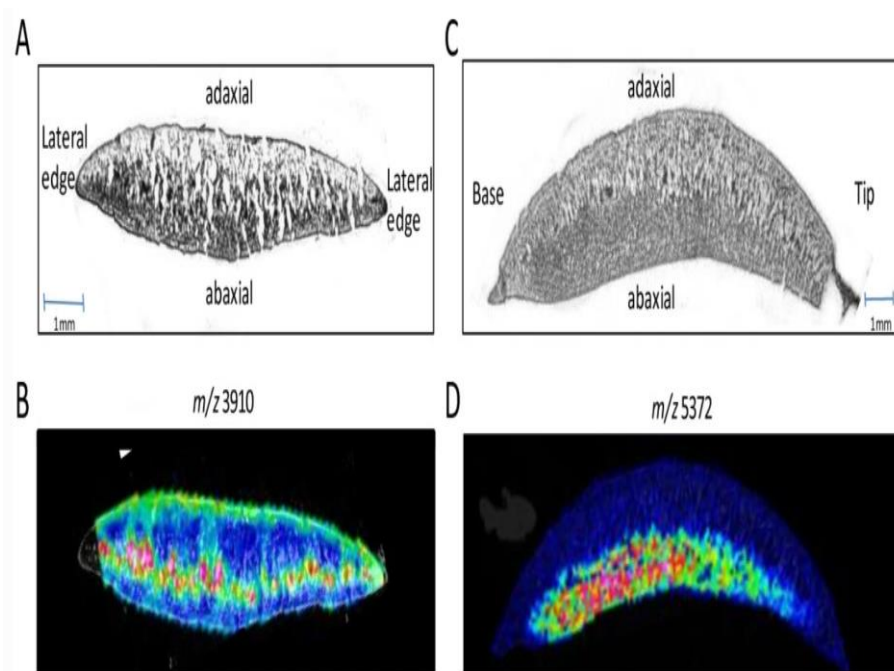 A
adaxial
Lateral
edge
Lateral
edge
abaxial
1mm
C
adaxial
Base
Tip
abaxial
1mm
B
m/z 3910
D
m/z 5372